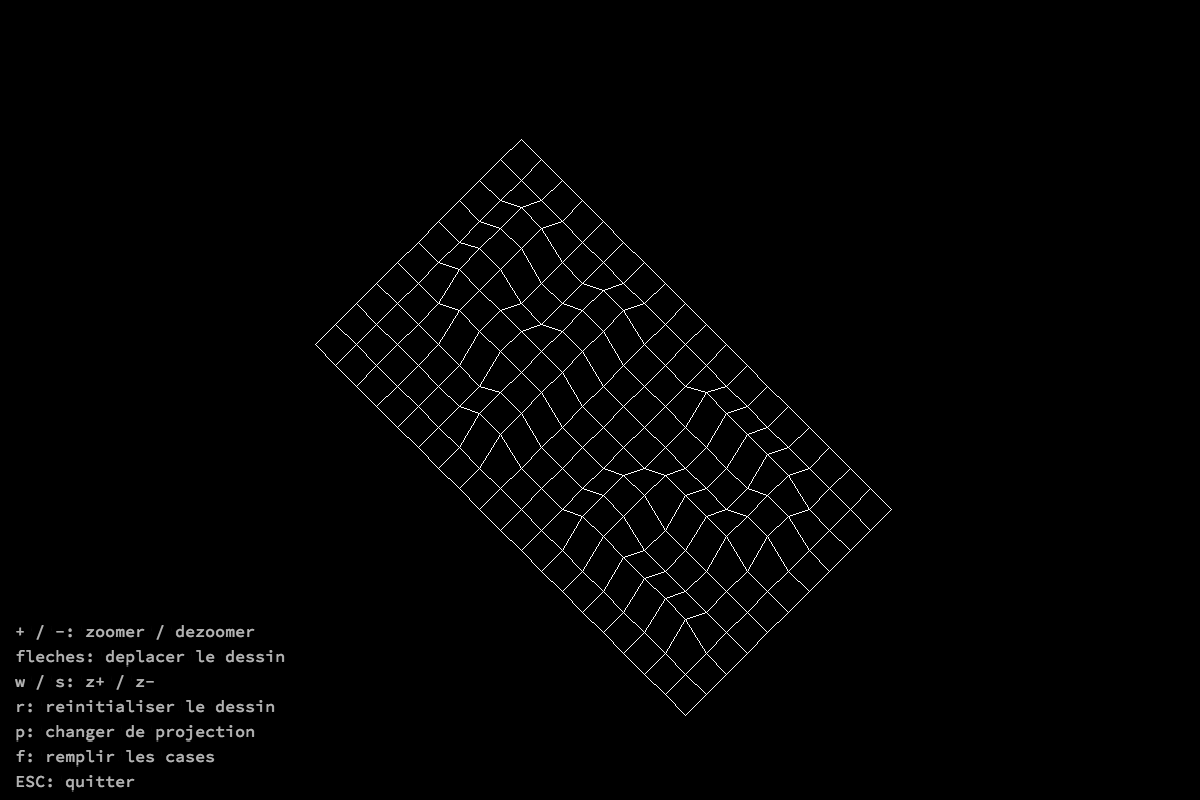 + / -: zoomer / dezoomer
fleches: deplacer le dessin
w / s: z+ / z-
r: reinitialiser le dessin
p: changer de projection
f: remplir les cases
ESC: quitter